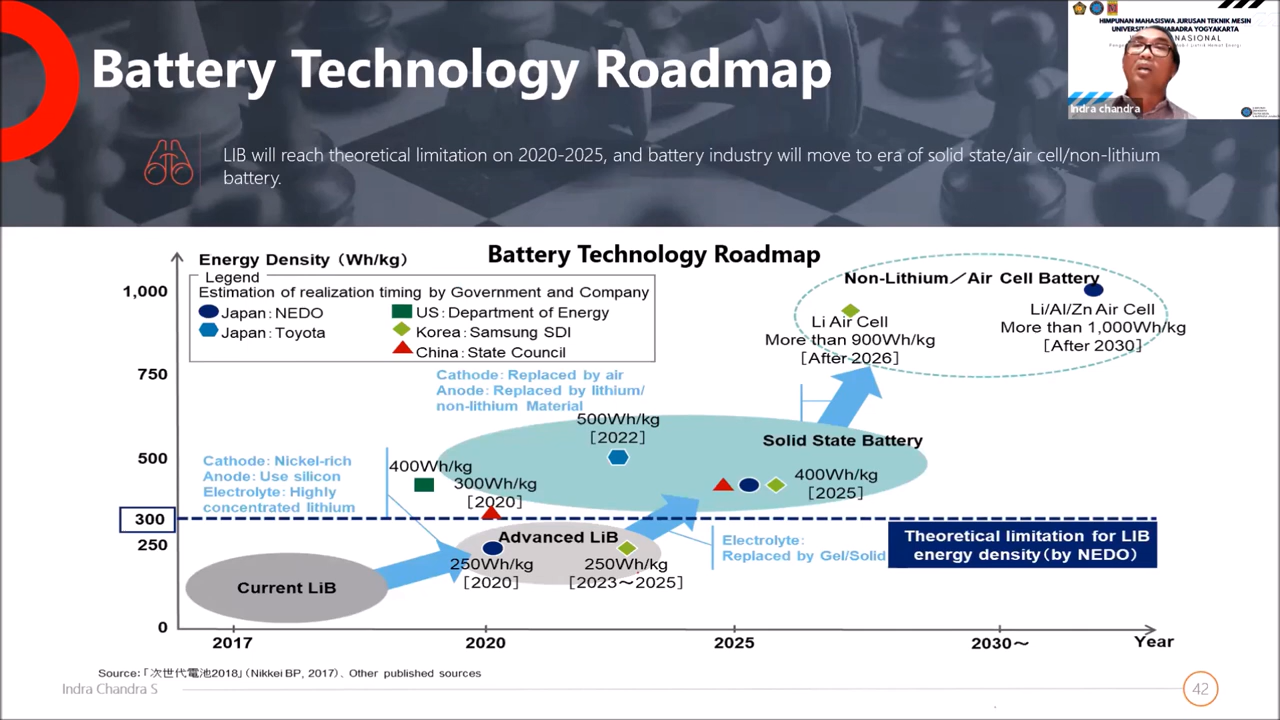 Battery Technology Roadmap
HIMPUNAN MAHASISWA JURUSAN TEKNIK MESIN
YOGYAKARTA
NASIONAL
Indra chandra
LIB will reach theoretical limitation on 2020-2025, and battery industry will move to era of solid state/air cell/non-lithium
battery.
Battery Technology Roadmap
Energy Density (Wh/kg)
Legend
Estimation of realization timing by Government and Company
Japan:NEDO
US:Department of Energy
Japan:Toyota
Korea:Samsung SDI
China:State Council
1,000
750
500
300
250
0
Non-Lithium/Air Cell Battery
Li Air Cell
More than 900Wh/kg
[After 2026]
Li/Al/Zn Air Cell
More than 1,000Wh/kg
[After 2030]
Cathode:Replaced by air
Anode:Replaced by lithium/
non-lithium Material
500Wh/kg
[2022]
Solid State Battery
Cathode:Nickel-rich
Anode:Use silicon
Electrolyte:Highly
concentrated lithium
400Wh/kg
300Wh/kg
[2020]
400Wh/kg
[2025]
Advanced LiB
250Wh/kg
[2020]
250Wh/kg
[2023~2025]
Electrolyte:
Replaced by Gel/Solid
Theoretical limitation for LIB
energy density(by NEDO)
Current LiB
2017
2020
2025
2030~
Year
Source:「次世代電池2018」(Nikkei BP, 2017)、Other published sources
Indra Chandra S
42